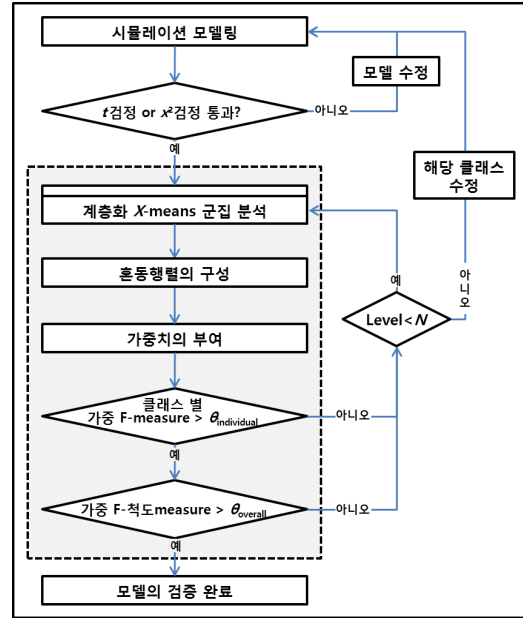 시뮬레이션 모델링
모델 수정
t검정 or x²검정 통과?
아니오
예
해당 클래스
수정
계층화 X-means 군집 분석
예
아니오
혼동행렬의 구성
Level<N
가중치의 부여
클래스 별
가중 F-measure > θindividual
아니오
예
가중 F-척도measure > θoverall
아니오
예
모델의 검증 완료